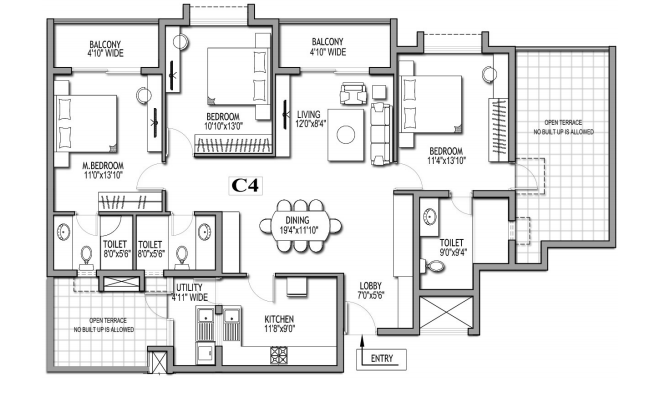 BALCONY
4'10" WIDE
BALCONY
4'10" WIDE
BEDROOM
10'10"x13'0"
LIVING
12'0"x8'4"
OPEN TERRACE
NO BUILT UP IS ALLOWED
M.BEDROOM
11'0"x13'10"
BEDROOM
11'4"x13'10"
C4
DINING
19'4"x11'10"
TOILET
8'0"x5'6"
TOILET
8'0"x5'6"
TOILET
9'0"x9'4"
UTILITY
4'11" WIDE
LOBBY
7'0"x5'6"
OPEN TERRACE
NO BUILT UP IS ALLOWED
KITCHEN
11'8"x9'0"
ENTRY